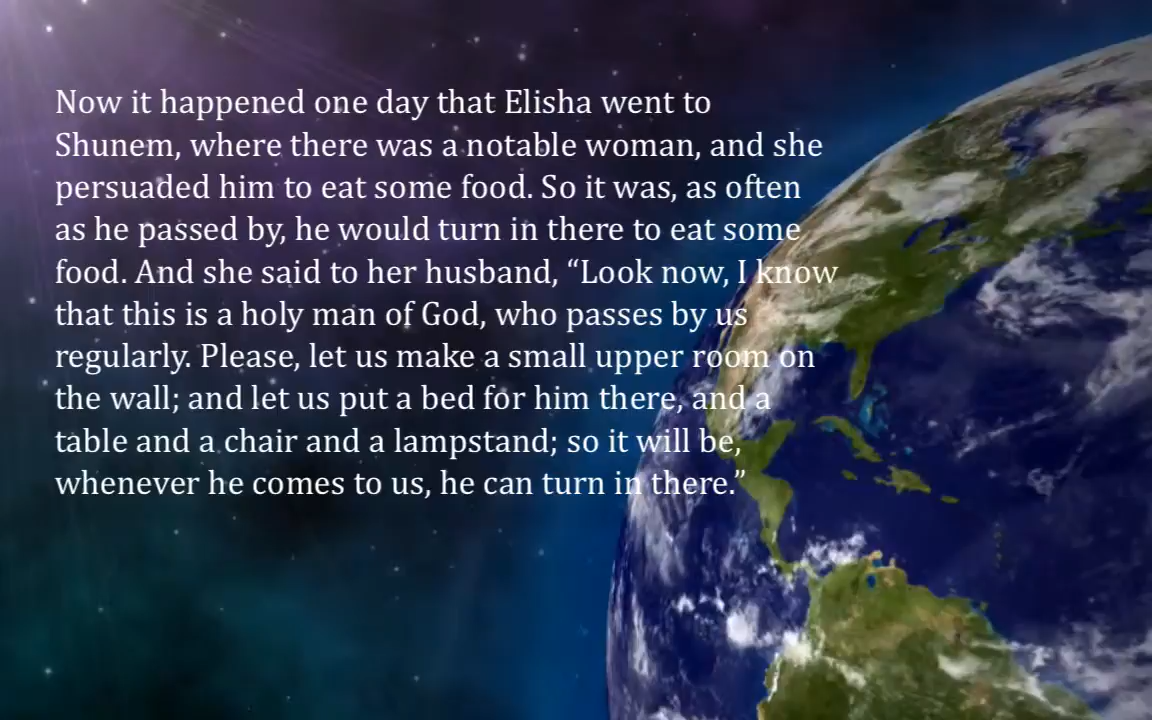 Now it happened one day that Elisha went to
Shunem, where there was a notable woman, and she
persuaded him to eat some food. So it was, as often
as he passed by, he would turn in there to eat some
food. And she said to her husband, “Look now, I know
that this is a holy man of God, who passes by us
regularly. Please, let us make a small upper room on
the wall; and let us put a bed for him there, and a
table and a chair and a lampstand; so it will be,
whenever he comes to us, he can turn in there.”